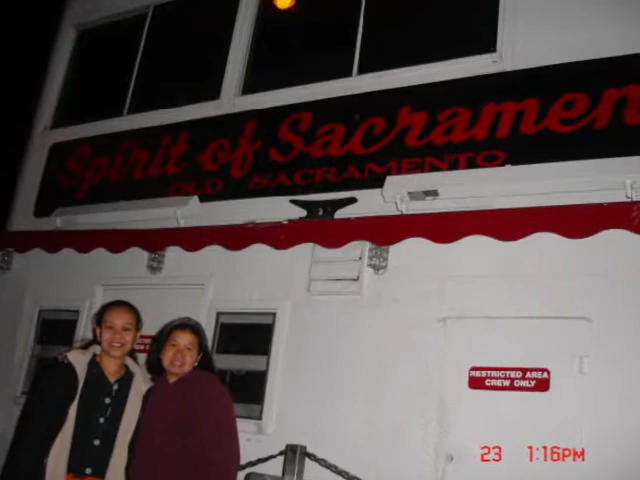 Spirit of Sacramen
OLD SACRAMENTO
RESTRICTED AREA
CREW ONLY
23 1:16PM